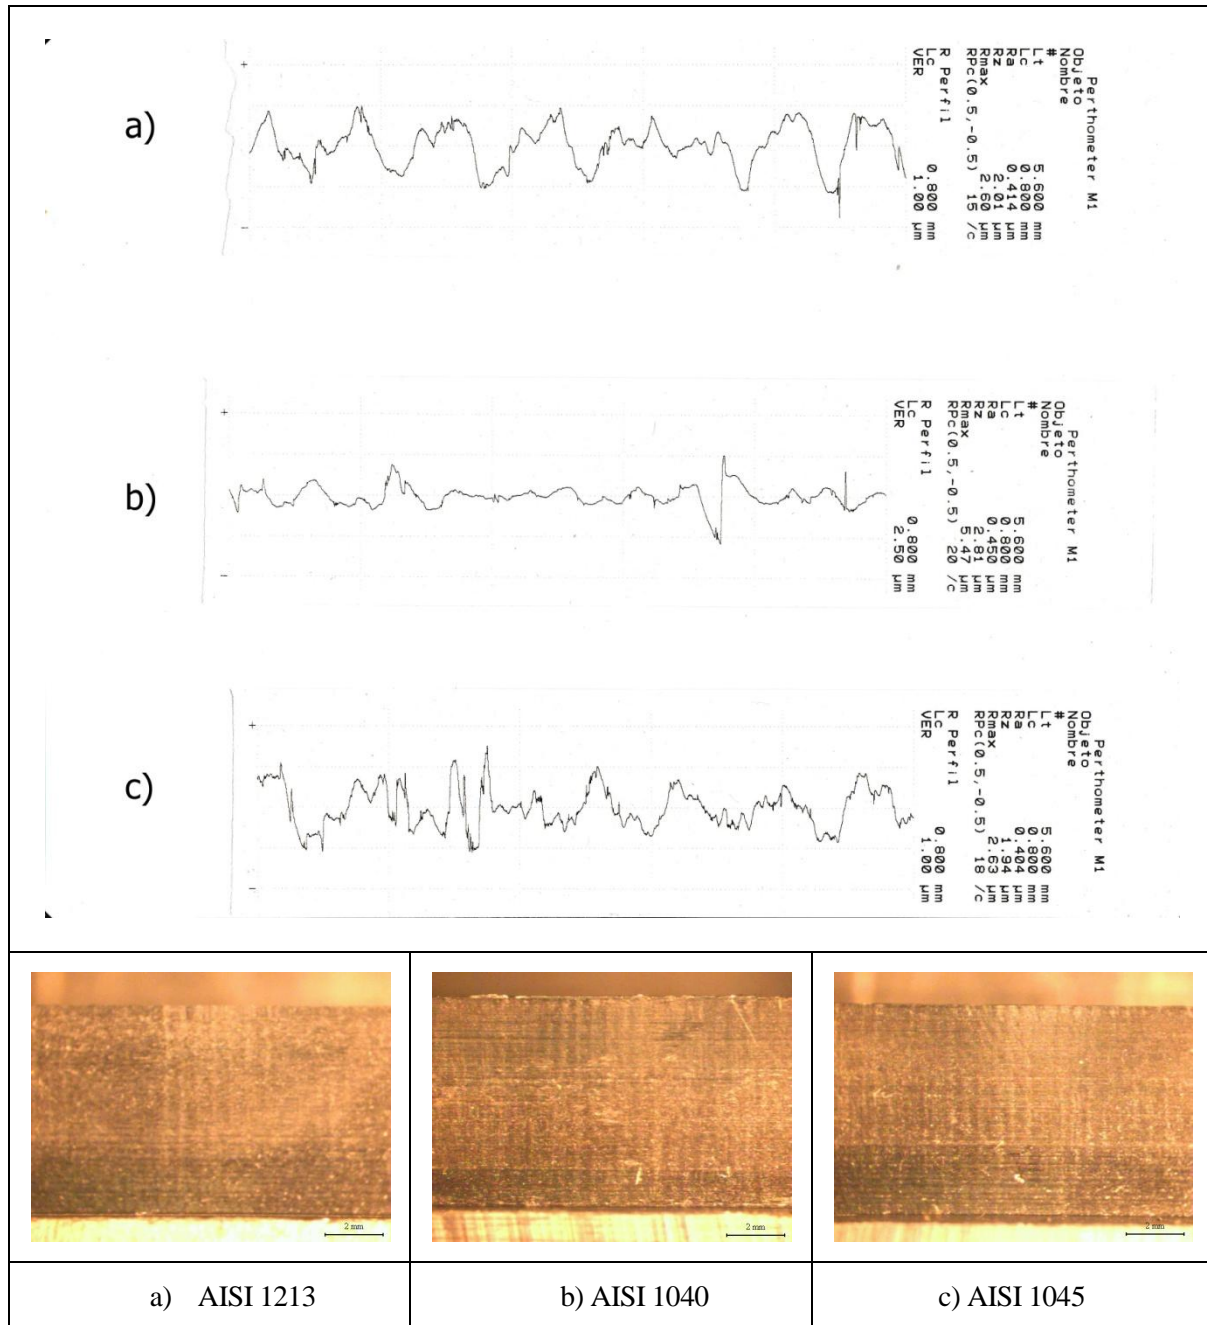 a)
+
-
Perthometer M1
Objeto
Nombre
#
Lt 5.600 mm
Lc 0.800 mm
Ra 0.414 µm
Rz 2.01 µm
Rmax 2.60 µm
RPc(0.5,-0.5) 15 /c
R Perfil
Lc 0.800 mm
VER 1.00 µm
b)
+
-
Perthometer M1
Objeto
Nombre
#
Lt 5.600 mm
Lc 0.800 mm
Ra 0.450 µm
Rz 2.81 µm
Rmax 5.47 µm
RPc(0.5,-0.5) 20 /c
R Perfil
Lc 0.800 mm
VER 2.50 µm
c)
+
-
Perthometer M1
Objeto
Nombre
#
Lt 5.600 mm
Lc 0.800 mm
Ra 0.404 µm
Rz 1.94 µm
Rmax 2.63 µm
RPc(0.5,-0.5) 18 /c
R Perfil
Lc 0.800 mm
VER 1.00 µm
2 mm
2 mm
2 mm
a) AISI 1213
b) AISI 1040
c) AISI 1045